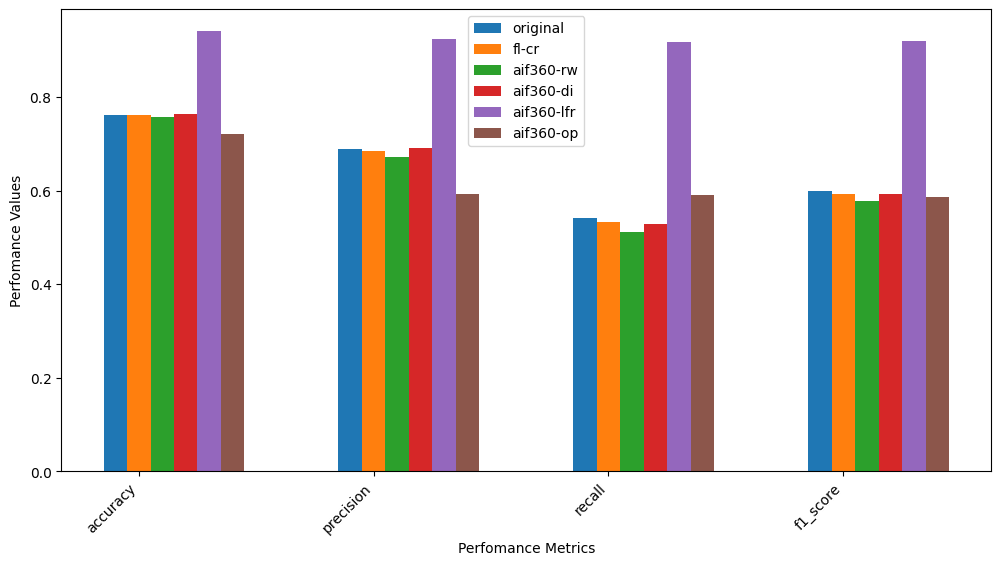 original
fl-cr
aif360-rw
aif360-di
aif360-lfr
aif360-op
Perfomance Values
0.8
0.6
0.4
0.2
0.0
accuracy
precision
recall
f1_score
Perfomance Metrics